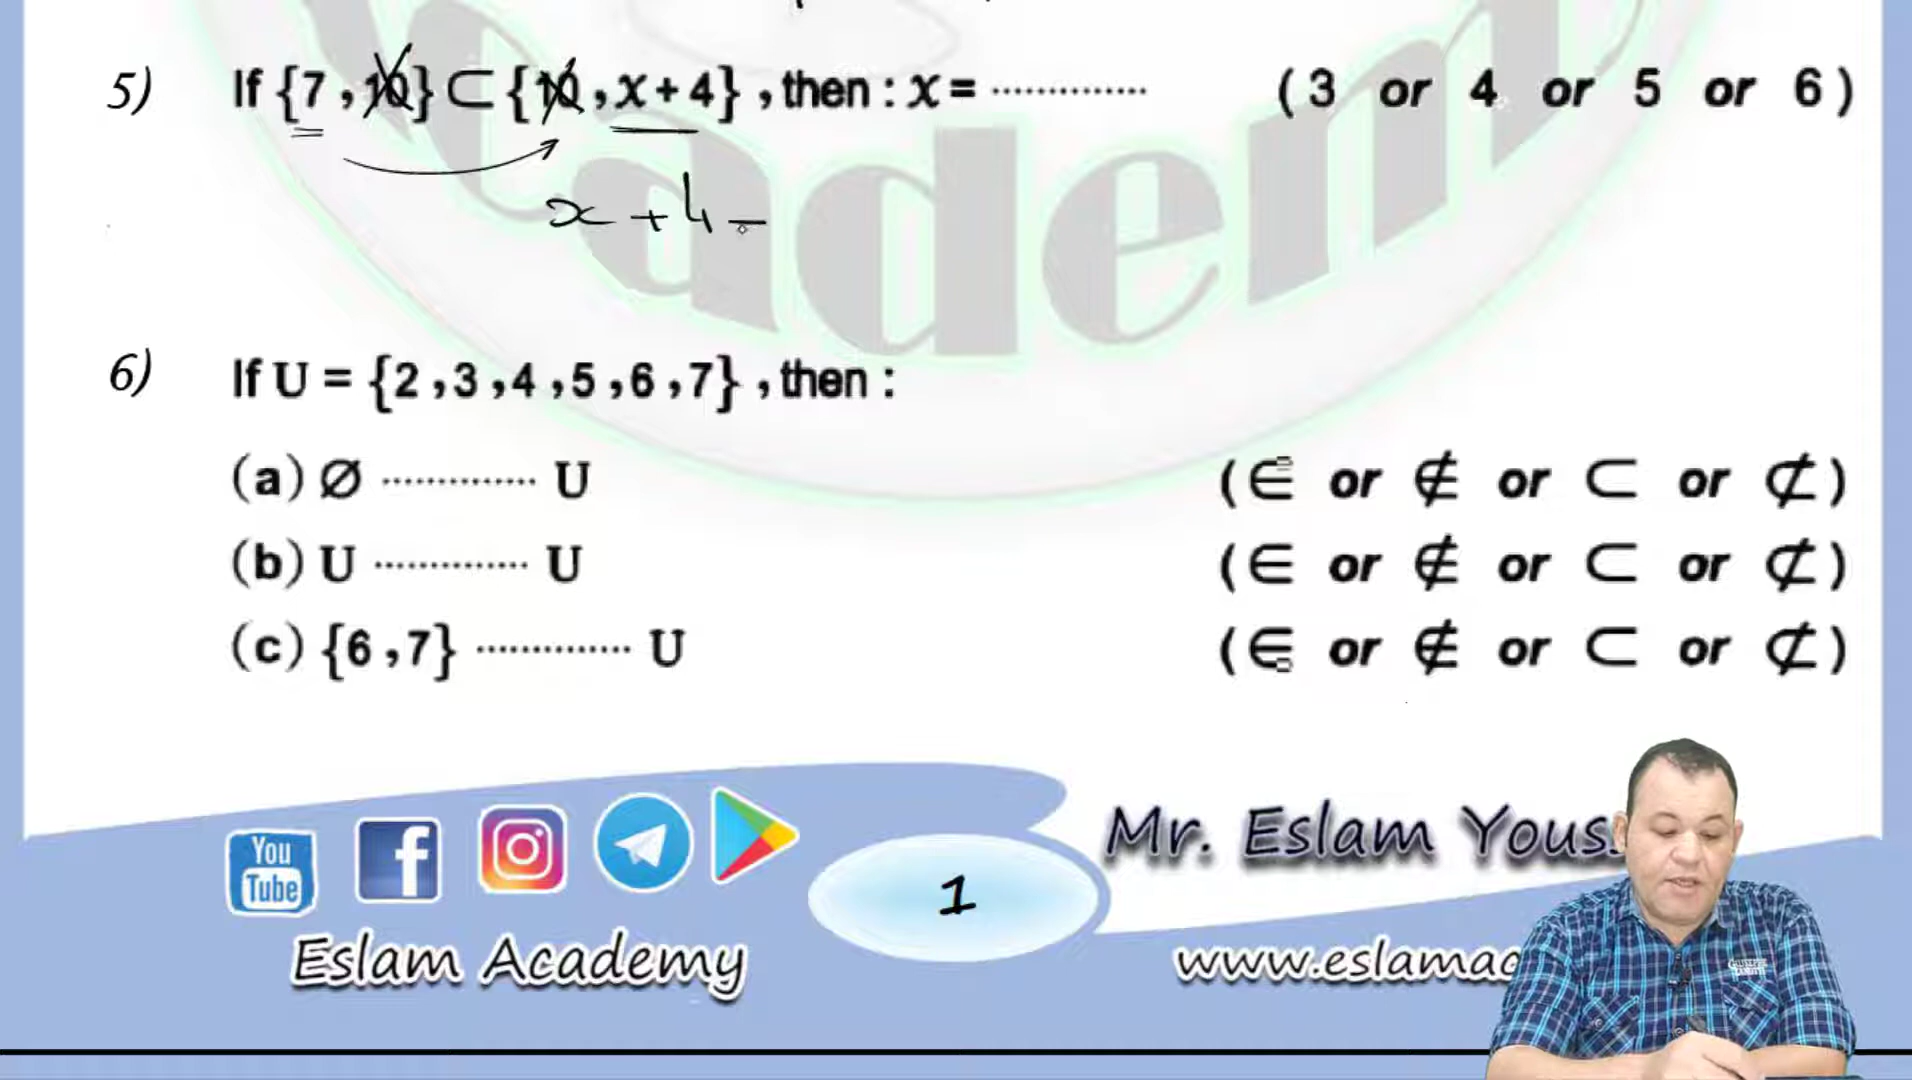 5) If {7 , 10} ⊂ {10 , x + 4} , then : x = .............. ( 3 or 4 or 5 or 6 )
x + 4 =
6) If U = {2 , 3 , 4 , 5 , 6 , 7} , then :
(a) ∅ .............. U ( ∈ or ∉ or ⊂ or ⊄ )
(b) U .............. U ( ∈ or ∉ or ⊂ or ⊄ )
(c) {6 , 7} .............. U ( ∈ or ∉ or ⊂ or ⊄ )
You
Tube
f
Mr. Eslam Yous
1
Eslam Academy
www.eslamac